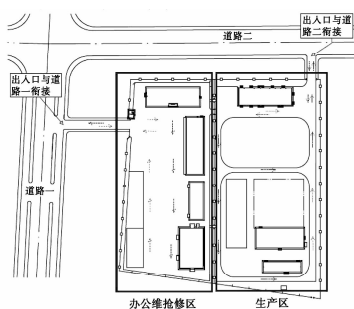 出入口与道
路二衔接
道路二
出入口与道
路一衔接
道路一
办公维抢修区
生产区